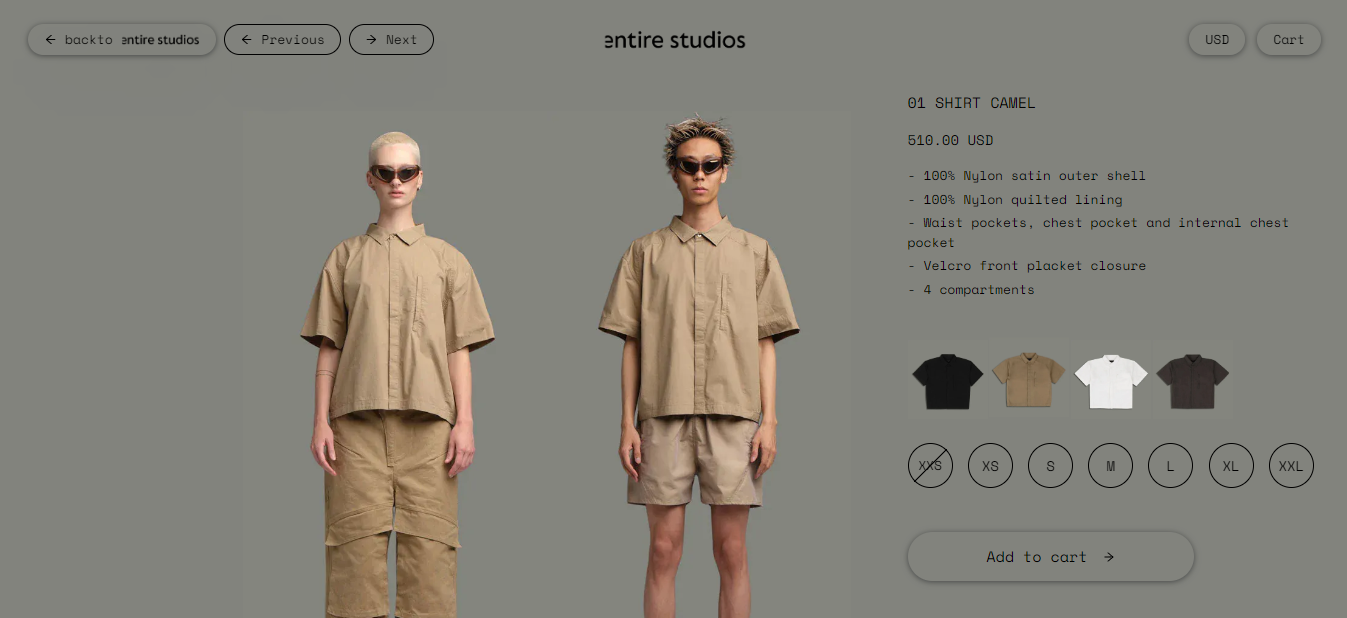 ← backto entire studios
← Previous
→ Next
entire studios
USD
Cart
01 SHIRT CAMEL
510.00 USD
- 100% Nylon satin outer shell
- 100% Nylon quilted lining
- Waist pockets, chest pocket and internal chest
pocket
- Velcro front placket closure
- 4 compartments
XXS
XS
S
M
L
XL
XXL
Add to cart →